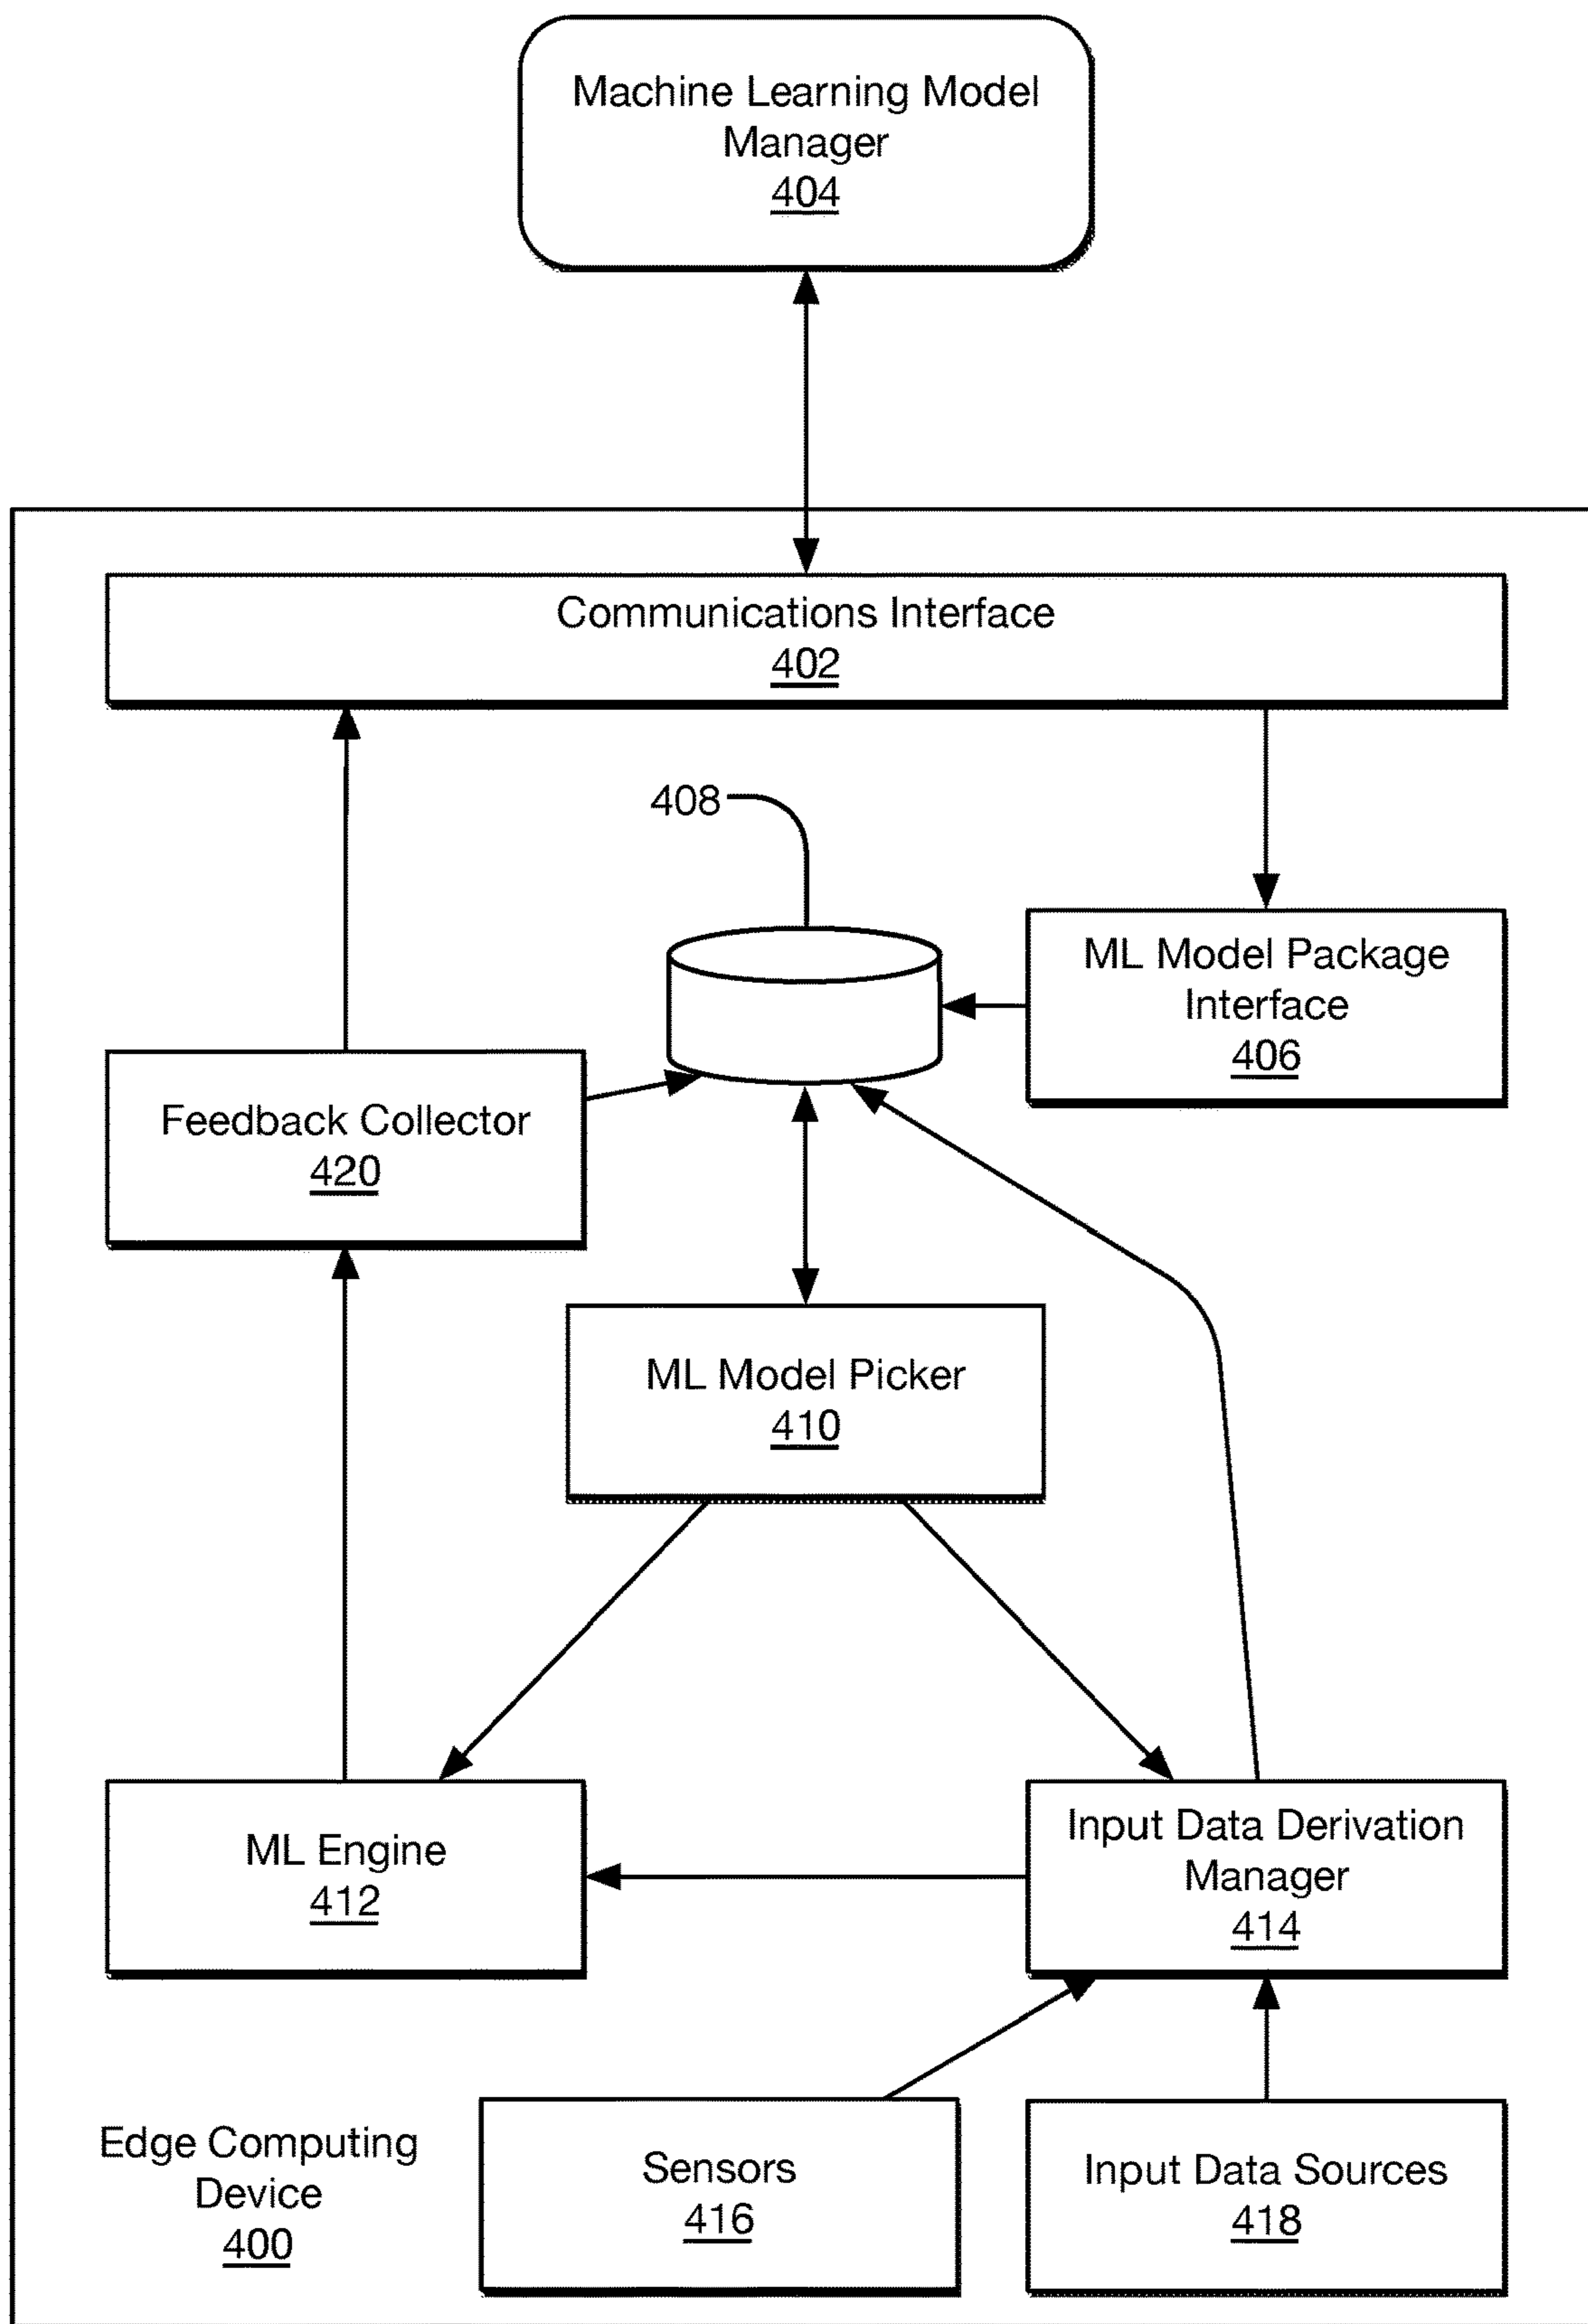 Machine Learning Model
Manager
404
Communications Interface
402
408
ML Model Package
Interface
406
Feedback Collector
420
ML Model Picker
410
ML Engine
412
Input Data Derivation
Manager
414
Edge Computing
Device
400
Sensors
416
Input Data Sources
418